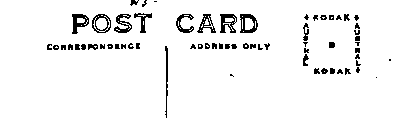 POST CARD
CORRESPONDENCE ADDRESS ONLY
KODAK
AUSTRAL
AUSTRAL
KODAK